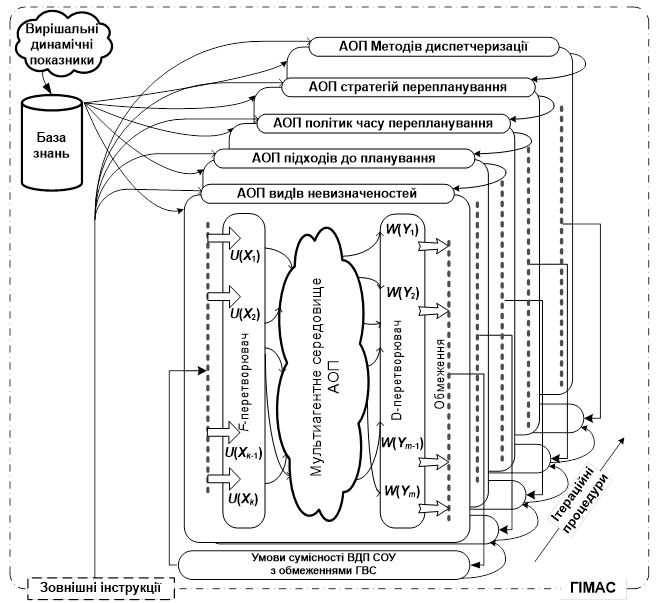 Вирішальні
динамічні
показники
База
знань
АОП Методів диспетчеризації
АОП стратегій перепланування
АОП політик часу перепланування
АОП підходів до планування
АОП видІв невизначеностей
U(X1)
U(X2)
U(Xk-1)
U(Xk)
F-перетворювач
Мультиагентне середовище
АОП
W(Y1)
W(Y2)
W(Ym-1)
W(Ym)
D-перетворювач
Обмеження
Ітераційні
процедури
Умови сумісності ВДП СОУ
з обмеженнями ГВС
Зовнішні інструкції
ГІМАС